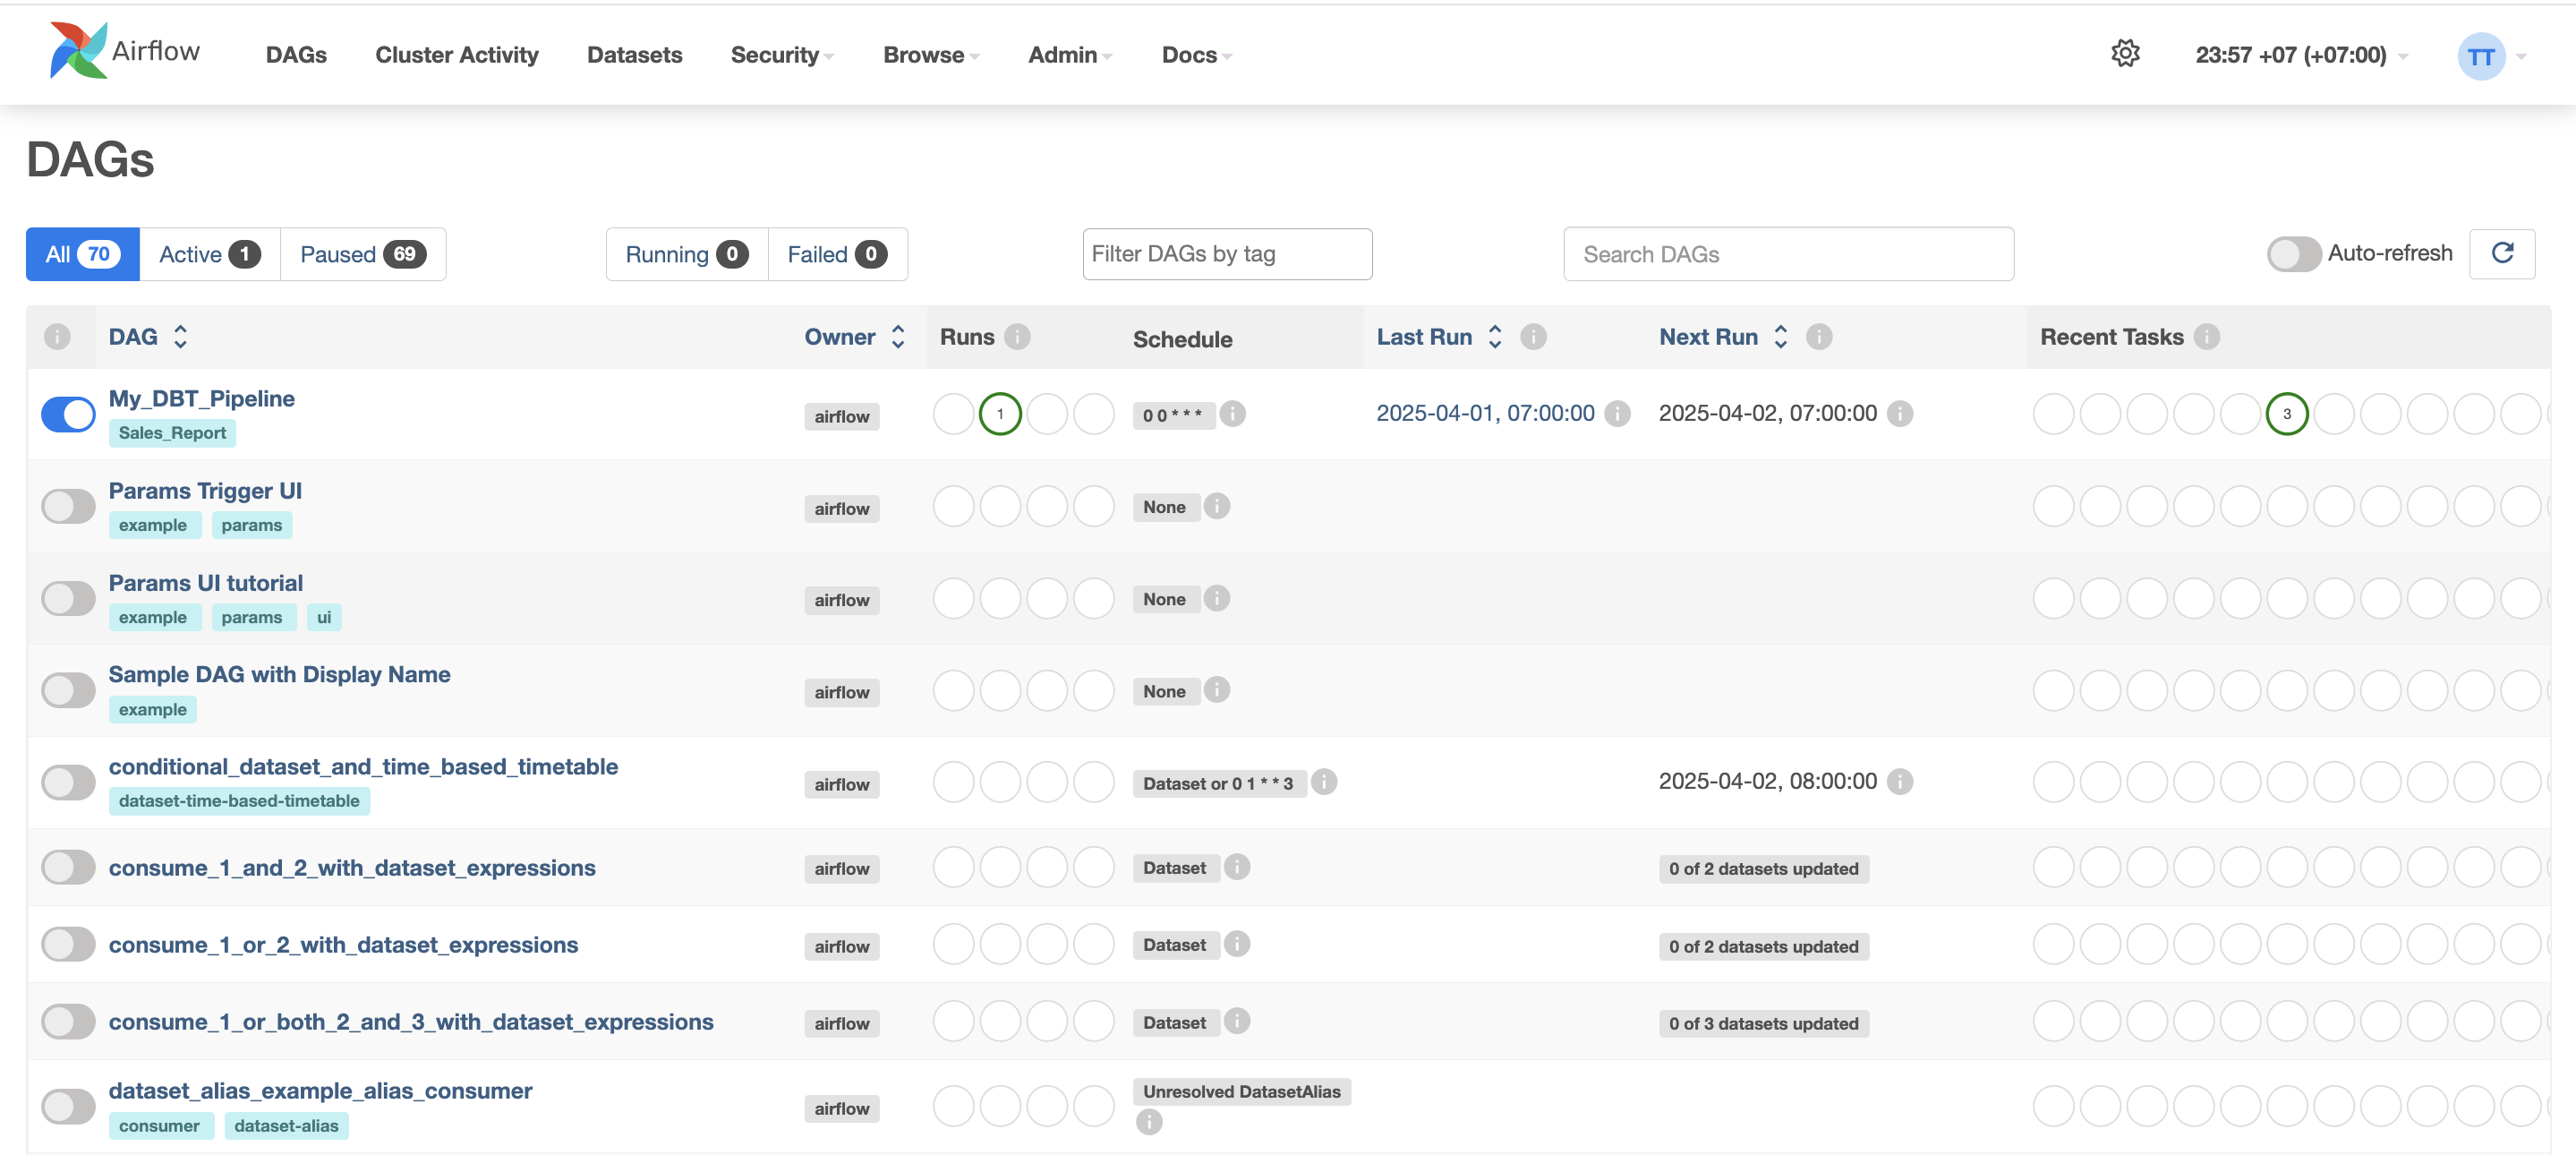 Airflow DAGs Cluster Activity Datasets Security Browse Admin Docs 23:57 +07 (+07:00) TT
DAGs
All 70 Active 1 Paused 69 Running 0 Failed 0 Filter DAGs by tag Search DAGs Auto-refresh
DAG Owner Runs Schedule Last Run Next Run Recent Tasks
My_DBT_Pipeline
Sales_Report
airflow 1 0 0 * * * 2025-04-01, 07:00:00 2025-04-02, 07:00:00 3
Params Trigger UI
example params
airflow None
Params UI tutorial
example params ui
airflow None
Sample DAG with Display Name
example
airflow None
conditional_dataset_and_time_based_timetable
dataset-time-based-timetable
airflow Dataset or 0 1 * * 3 2025-04-02, 08:00:00
consume_1_and_2_with_dataset_expressions airflow Dataset 0 of 2 datasets updated
consume_1_or_2_with_dataset_expressions airflow Dataset 0 of 2 datasets updated
consume_1_or_both_2_and_3_with_dataset_expressions airflow Dataset 0 of 3 datasets updated
dataset_alias_example_alias_consumer
consumer dataset-alias
airflow Unresolved DatasetAlias